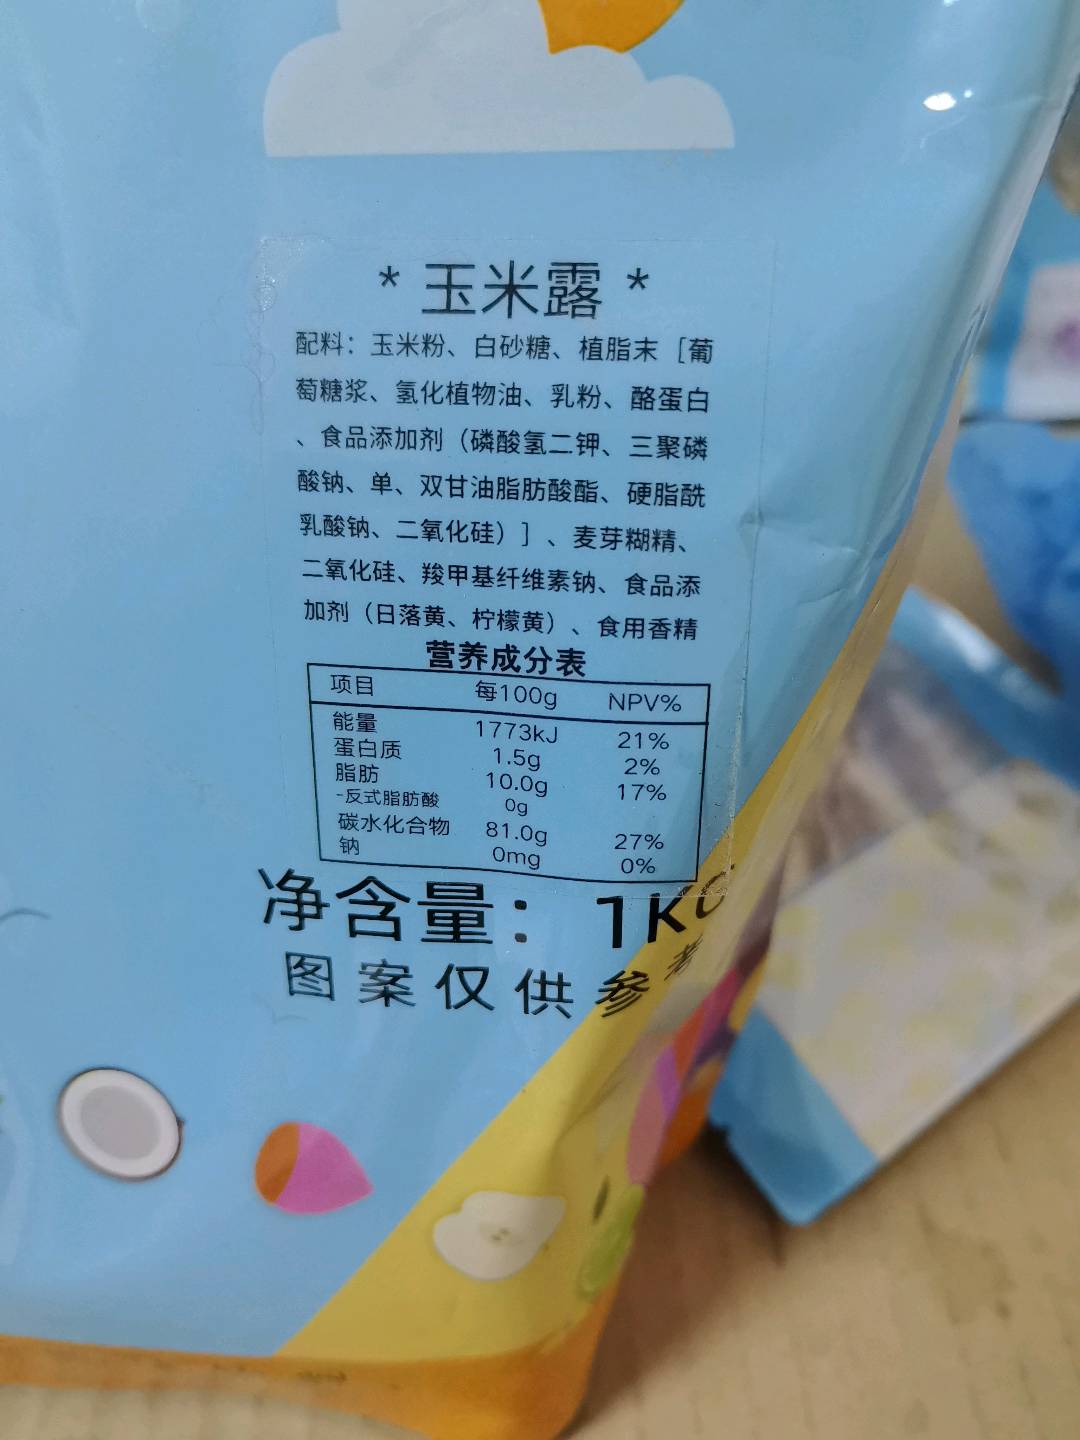 * 玉米露 *
配料：玉米粉、白砂糖、植脂末［葡
萄糖浆、氢化植物油、乳粉、酪蛋白
、食品添加剂（磷酸氢二钾、三聚磷
酸钠、单、双甘油脂肪酸酯、硬脂酰
乳酸钠、二氧化硅）］、麦芽糊精、
二氧化硅、羧甲基纤维素钠、食品添
加剂（日落黄、柠檬黄）、食用香精
营养成分表
项目 每100g NPV%
能量 1773kJ 21%
蛋白质 1.5g 2%
脂肪 10.0g 17%
-反式脂肪酸 0g
碳水化合物 81.0g 27%
钠 0mg 0%
净含量：1KG
图案仅供参考